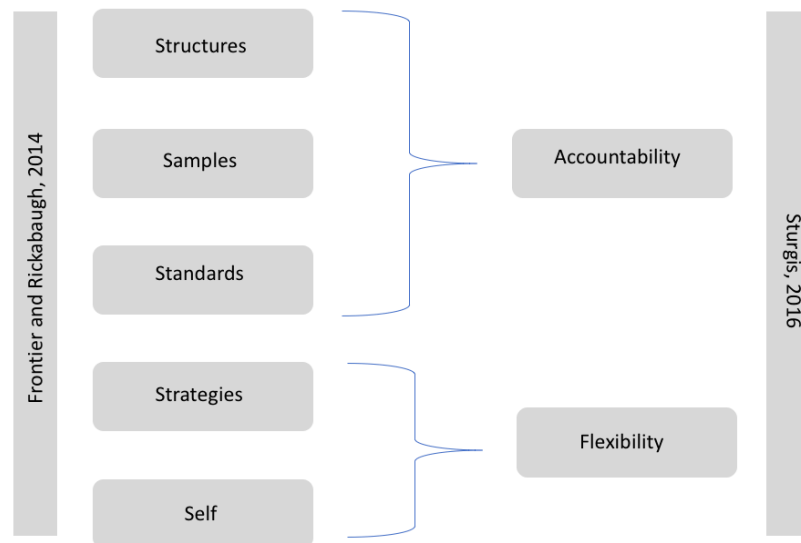 Frontier and Rickabaugh, 2014
Structures
Samples
Standards
Strategies
Self
Accountability
Flexibility
Sturgis, 2016